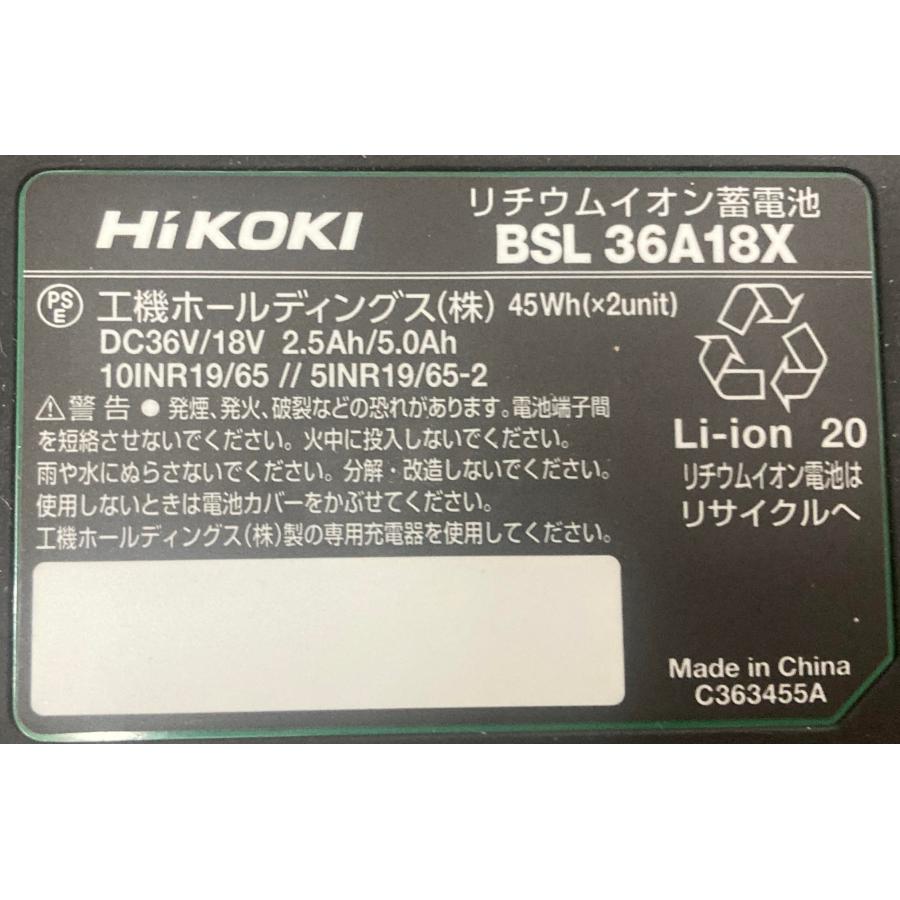 HiKOKI
リチウムイオン蓄電池
BSL 36A18X
PS
E
工機ホールディングス(株) 45Wh(×2unit)
DC36V/18V 2.5Ah/5.0Ah
10INR19/65 // 5INR19/65-2
⚠警告 ● 発煙、発火、破裂などの恐れがあります。電池端子間
を短絡させないでください。火中に投入しないでください。
雨や水にぬらさないでください。分解・改造しないでください。
使用しないときは電池カバーをかぶせてください。
工機ホールディングス(株)製の専用充電器を使用してください。
Li-ion 20
リチウムイオン電池は
リサイクルへ
Made in China
C363455A